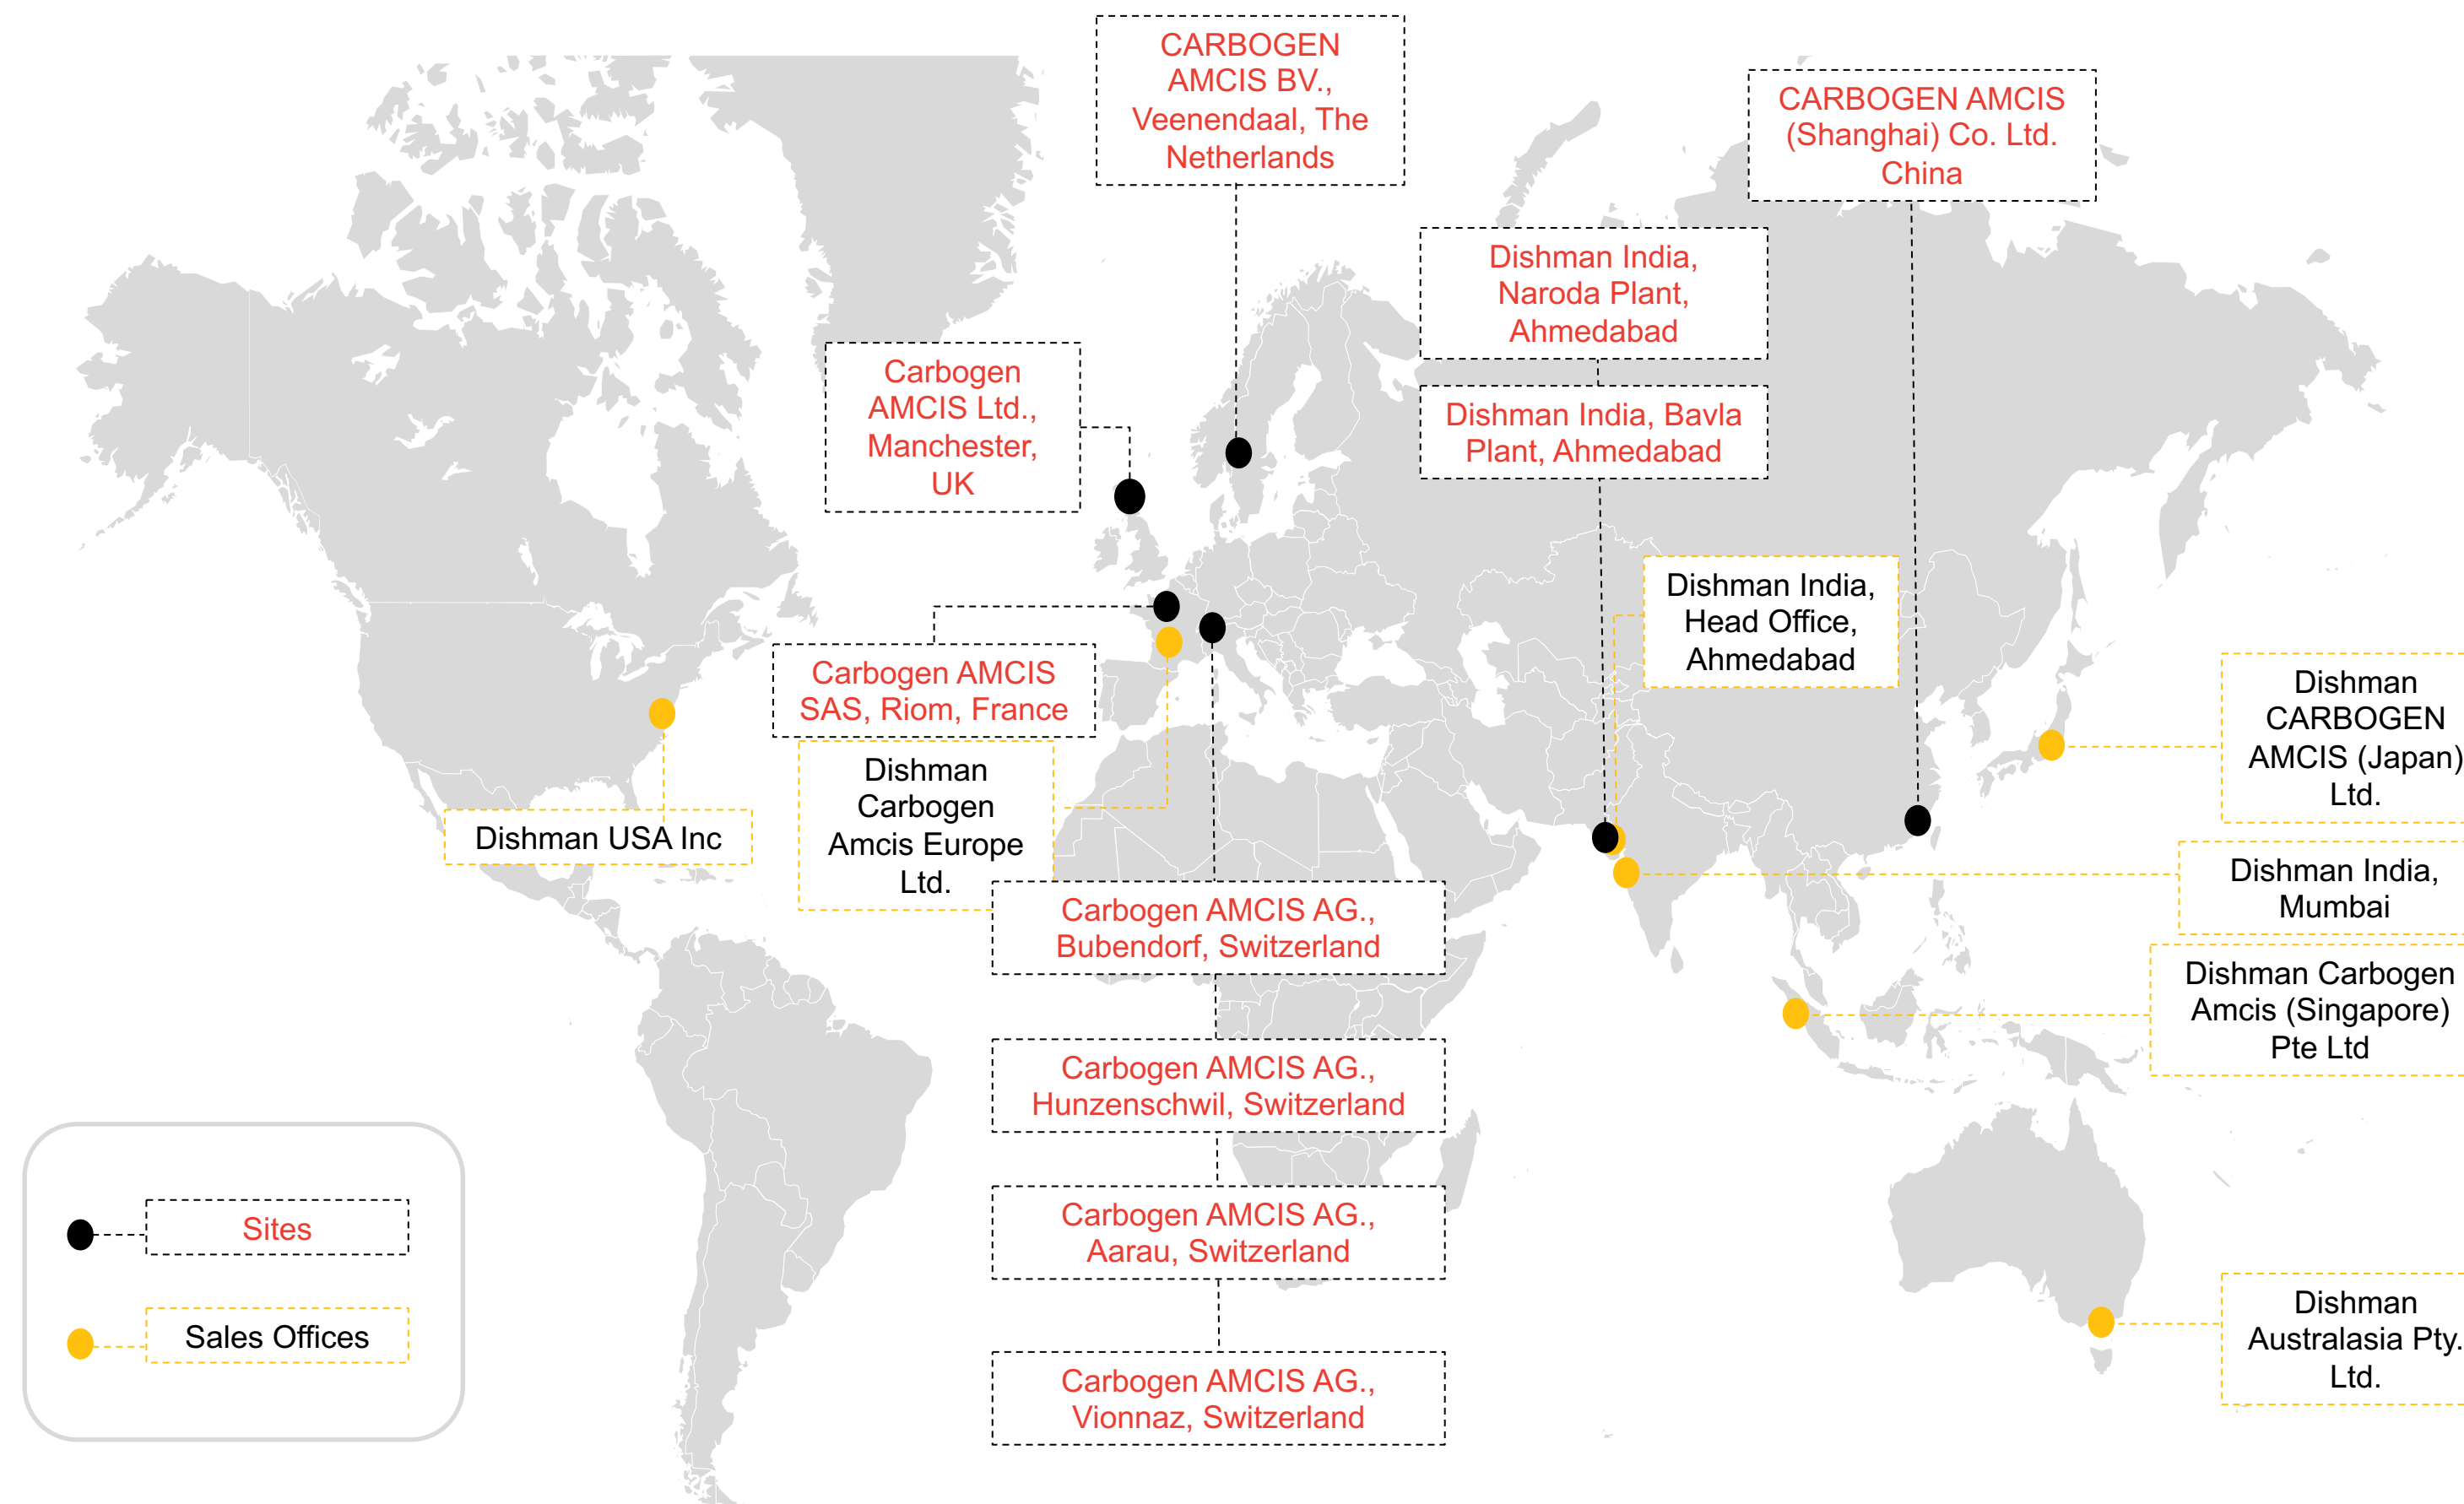 CARBOGEN
AMCIS BV.,
Veenendaal, The
Netherlands
CARBOGEN AMCIS
(Shanghai) Co. Ltd.
China
Dishman India,
Naroda Plant,
Ahmedabad
Carbogen
AMCIS Ltd.,
Manchester,
UK
Dishman India, Bavla
Plant, Ahmedabad
Dishman India,
Head Office,
Ahmedabad
Carbogen AMCIS
SAS, Riom, France
Dishman
CARBOGEN
AMCIS (Japan)
Ltd.
Dishman USA Inc
Dishman
Carbogen
Amcis Europe
Ltd.
Dishman India,
Mumbai
Carbogen AMCIS AG.,
Bubendorf, Switzerland
Dishman Carbogen
Amcis (Singapore)
Pte Ltd
Carbogen AMCIS AG.,
Hunzenschwil, Switzerland
Carbogen AMCIS AG.,
Aarau, Switzerland
Sites
Sales Offices
Dishman
Australasia Pty.
Ltd.
Carbogen AMCIS AG.,
Vionnaz, Switzerland